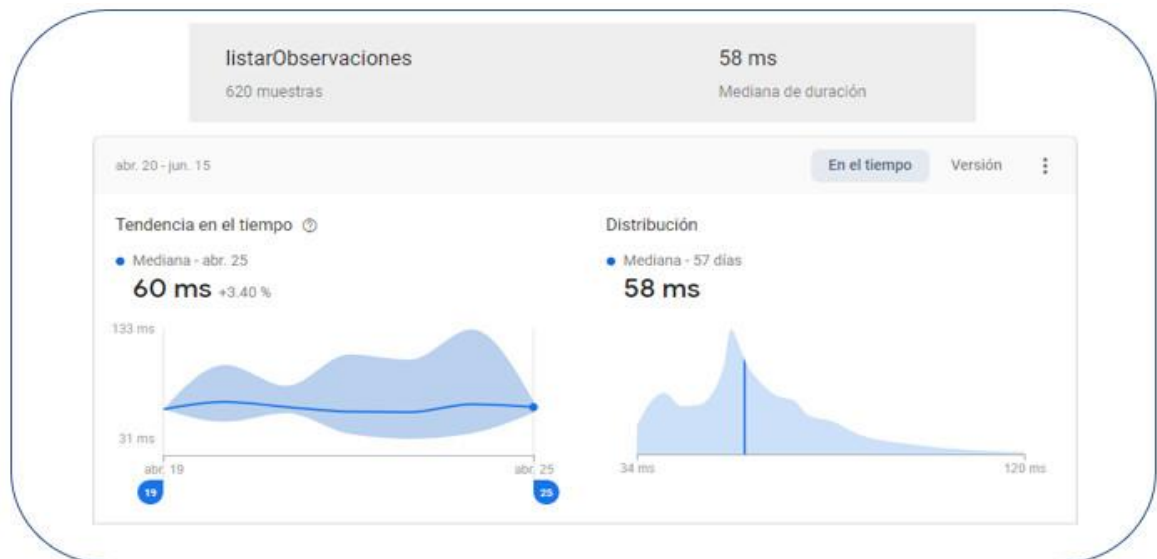 listarObservaciones
620 muestras
58 ms
Mediana de duración
abr. 20 - jun. 15
En el tiempo
Versión
Tendencia en el tiempo
Mediana - abr. 25
60 ms +3.40 %
133 ms
31 ms
abr. 19
abr. 25
19
25
Distribución
Mediana - 57 días
58 ms
34 ms
120 ms